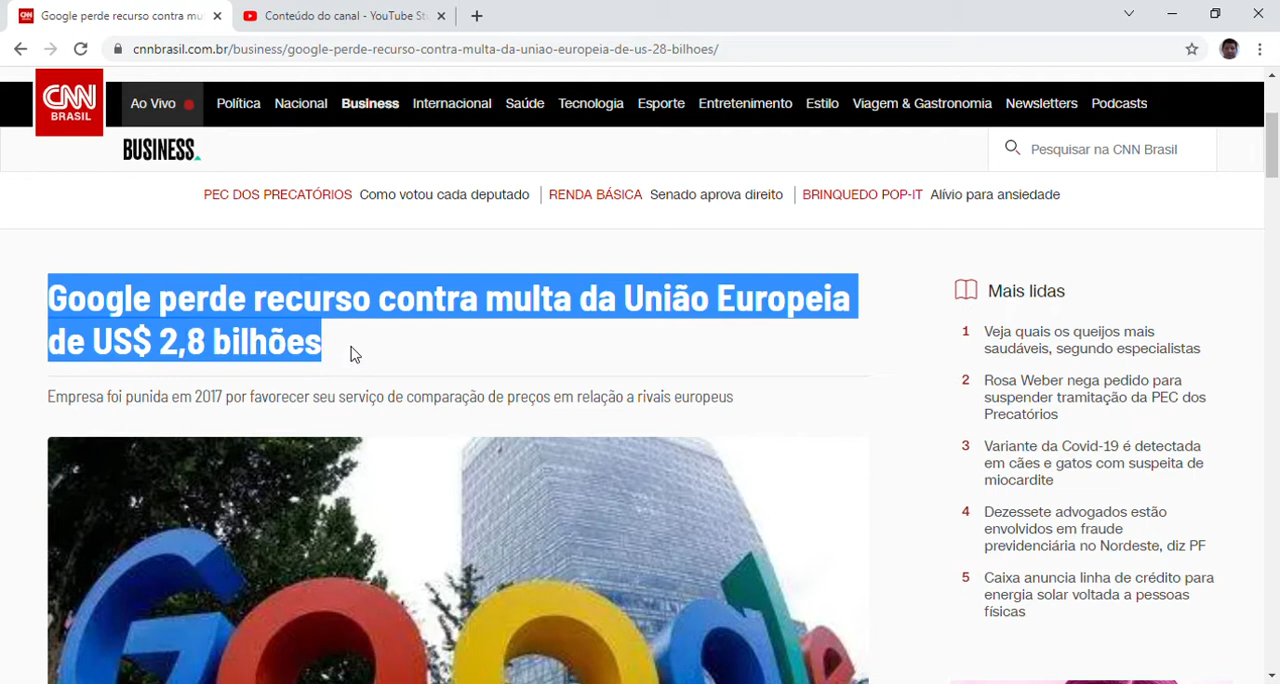 Google perde recurso contra mu
Conteúdo do canal - YouTube St
cnnbrasil.com.br/business/google-perde-recurso-contra-multa-da-uniao-europeia-de-us-28-bilhoes/
CNN
BRASIL
Ao Vivo
Política
Nacional
Business
Internacional
Saúde
Tecnologia
Esporte
Entretenimento
Estilo
Viagem & Gastronomia
Newsletters
Podcasts
BUSINESS.
Pesquisar na CNN Brasil
PEC DOS PRECATÓRIOS Como votou cada deputado
RENDA BÁSICA Senado aprova direito
BRINQUEDO POP-IT Alívio para ansiedade
Google perde recurso contra multa da União Europeia
de US$ 2,8 bilhões
Empresa foi punida em 2017 por favorecer seu serviço de comparação de preços em relação a rivais europeus
Google
Mais lidas
1 Veja quais os queijos mais
saudáveis, segundo especialistas
2 Rosa Weber nega pedido para
suspender tramitação da PEC dos
Precatórios
3 Variante da Covid-19 é detectada
em cães e gatos com suspeita de
miocardite
4 Dezessete advogados estão
envolvidos em fraude
previdenciária no Nordeste, diz PF
5 Caixa anuncia linha de crédito para
energia solar voltada a pessoas
físicas